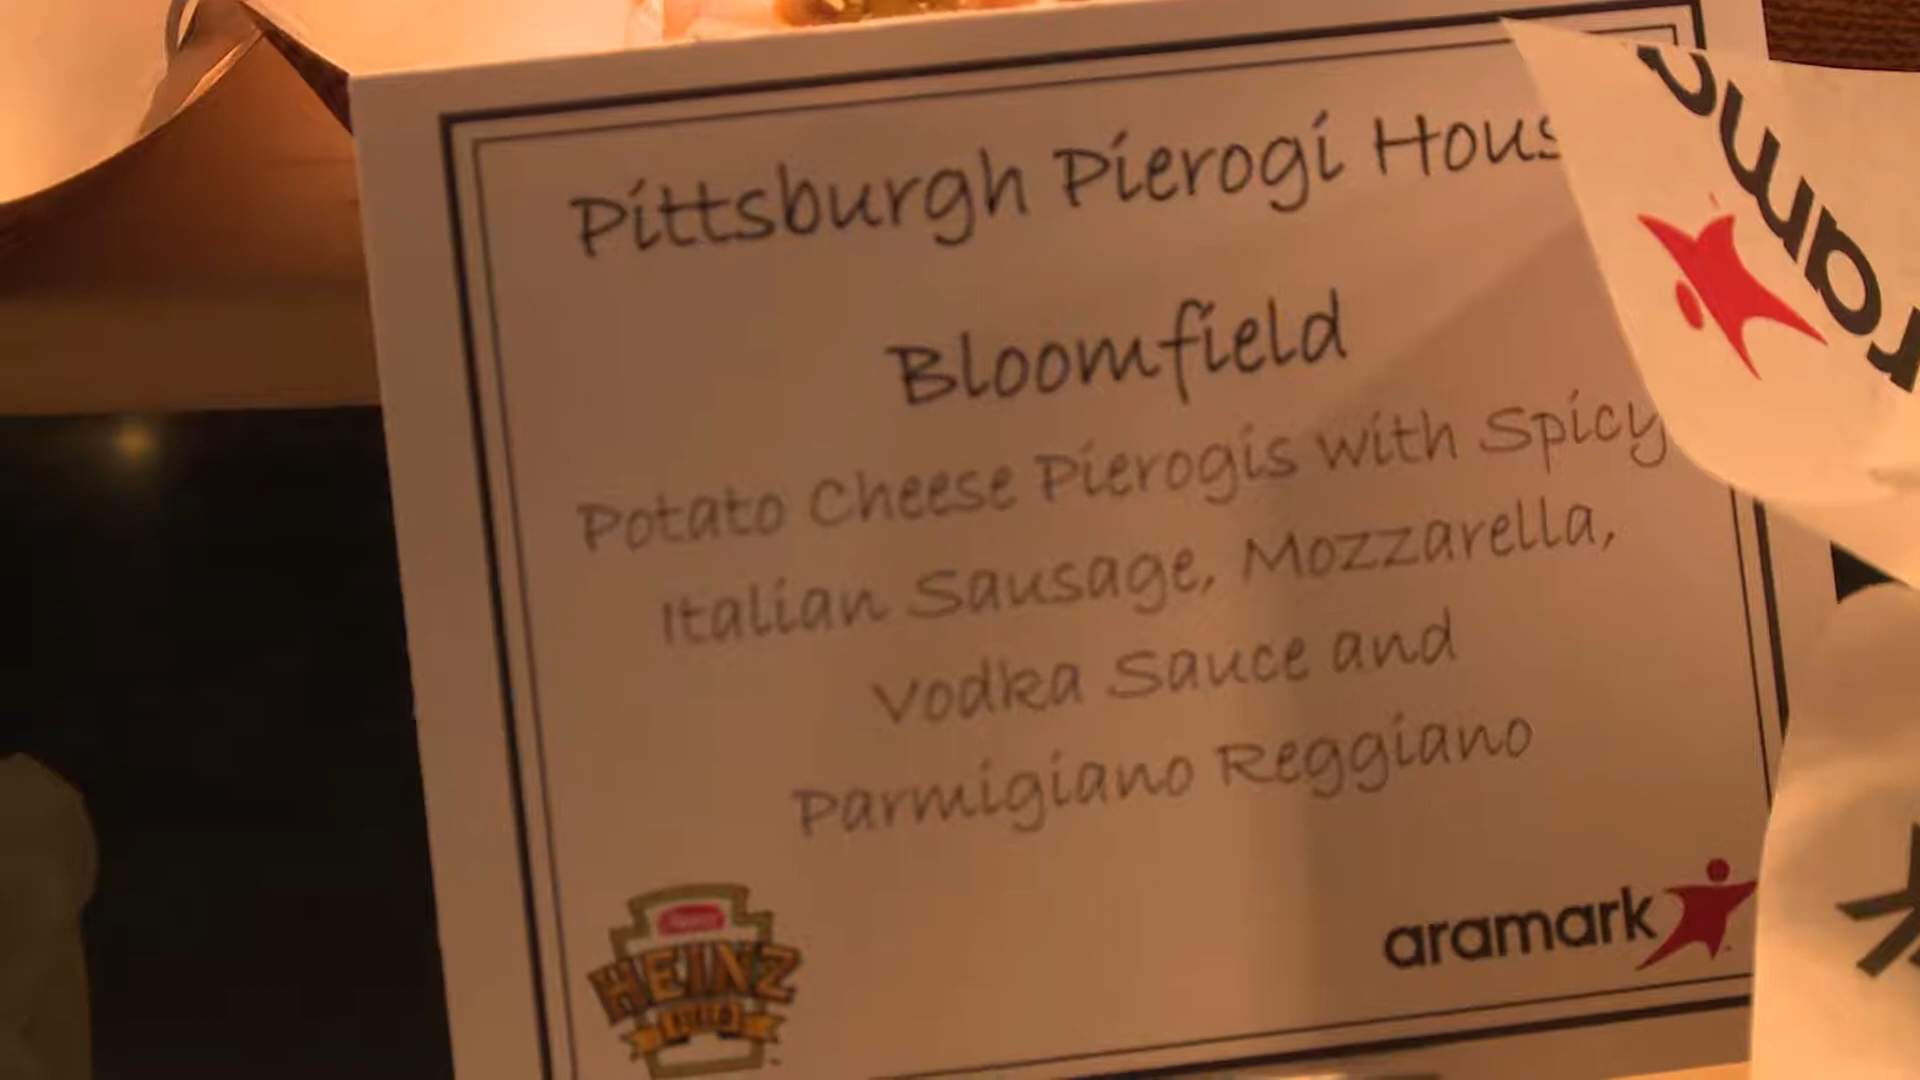 Pittsburgh Pierogi Hous
Bloomfield
Potato Cheese Pierogis with Spicy
Italian Sausage, Mozzarella,
Vodka Sauce and
Parmigiano Reggiano
HEINZ
aramark